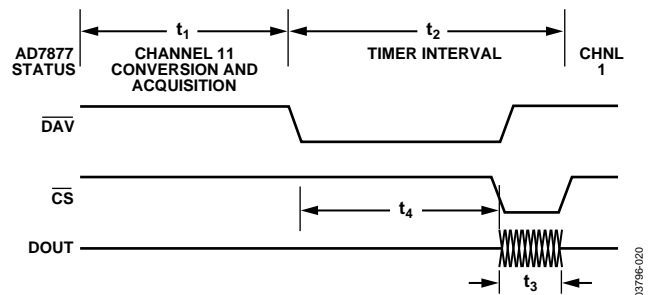 t1
t2
AD7877
STATUS
CHANNEL 11
CONVERSION AND
ACQUISITION
TIMER INTERVAL
CHNL
1
DAV
CS
t4
DOUT
t3
03796-020